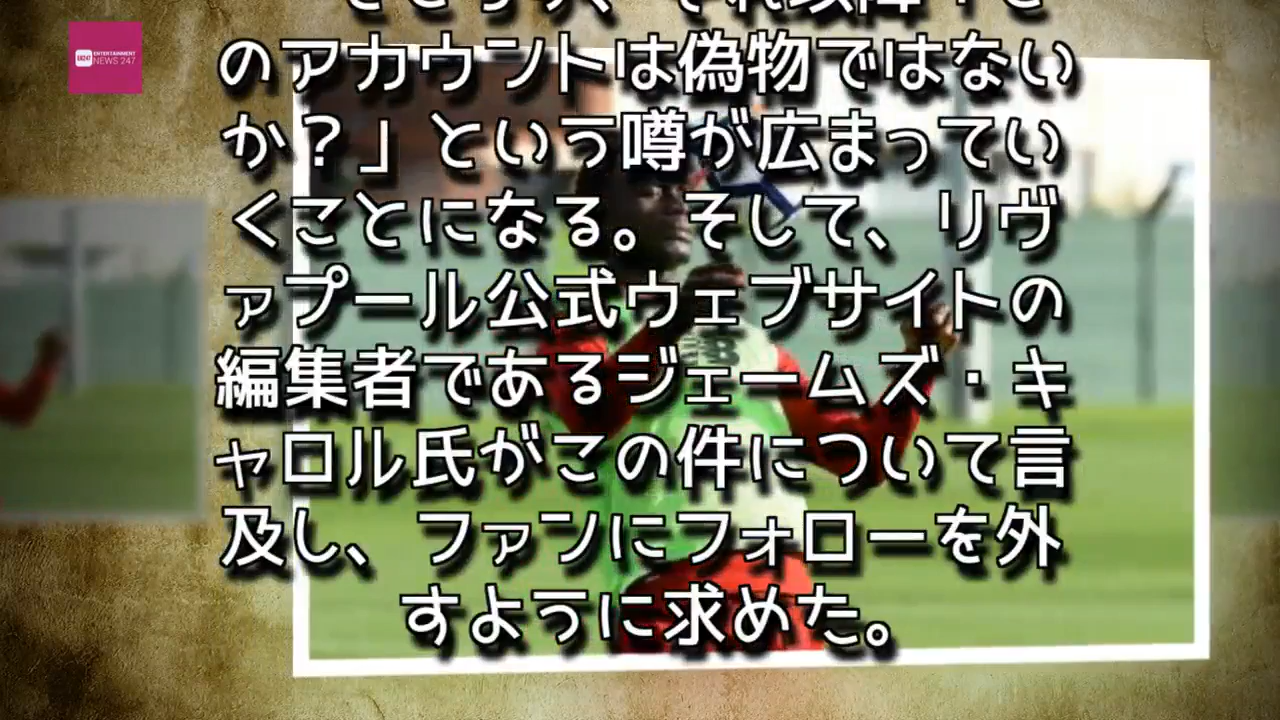 ENTERTAINMENT
NEWS 247
のアカウントは偽物ではない
か？」という噂が広まってい
くことになる。そして、リヴ
ァプール公式ウェブサイトの
編集者であるジェームズ・キ
ャロル氏がこの件について言
及し、ファンにフォローを外
すように求めた。